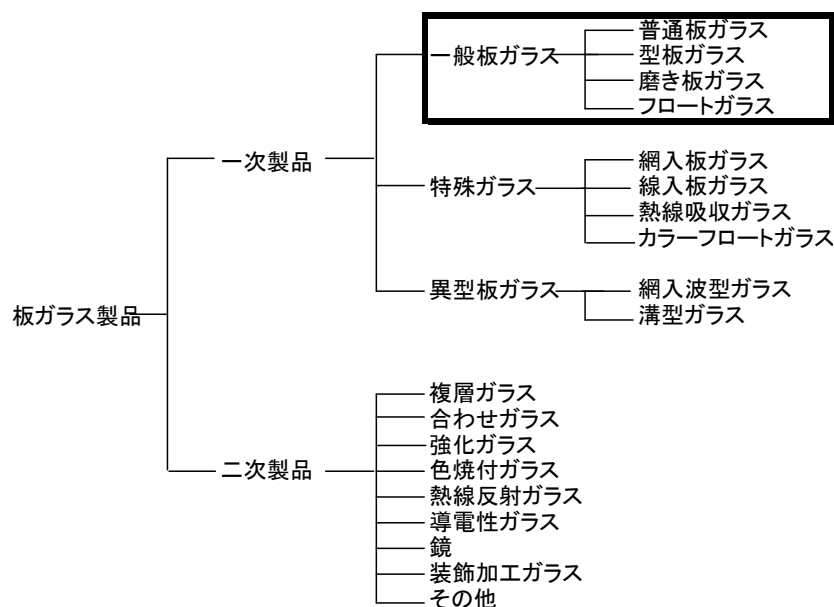 板ガラス製品
一次製品
一般板ガラス
普通板ガラス
型板ガラス
磨き板ガラス
フロートガラス
特殊ガラス
網入板ガラス
線入板ガラス
熱線吸収ガラス
カラーフロートガラス
異型板ガラス
網入波型ガラス
溝型ガラス
二次製品
複層ガラス
合わせガラス
強化ガラス
色焼付ガラス
熱線反射ガラス
導電性ガラス
鏡
装飾加工ガラス
その他